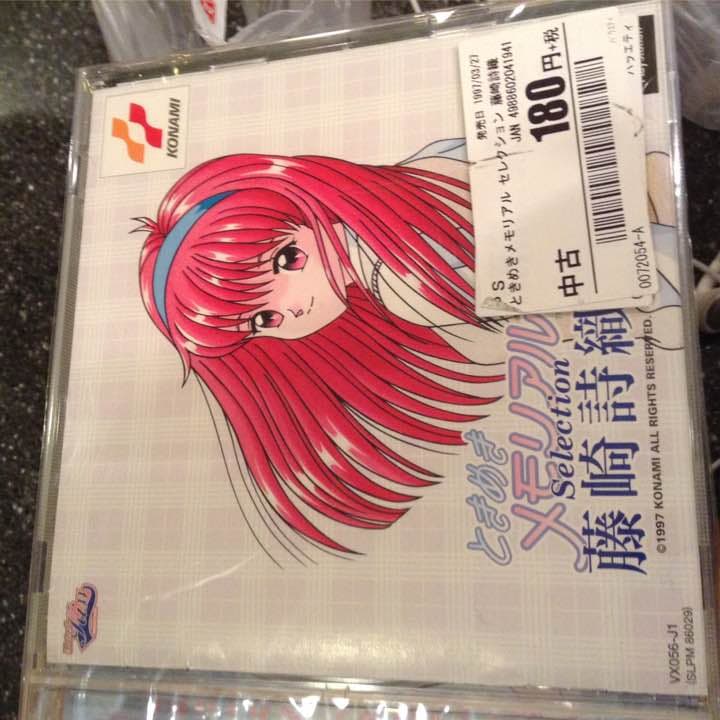 KONAMI
発売日 1997/03/27
PS
ときめきメモリアル セレクション 藤崎詩織
JAN 4988602041941
180円+税
中古
0072054-A
バラエティ
ときめき
メモリアル
Selection
藤崎詩織
©1997 KONAMI ALL RIGHTS RESERVED.
VX056-J1
(SLPM 86029)